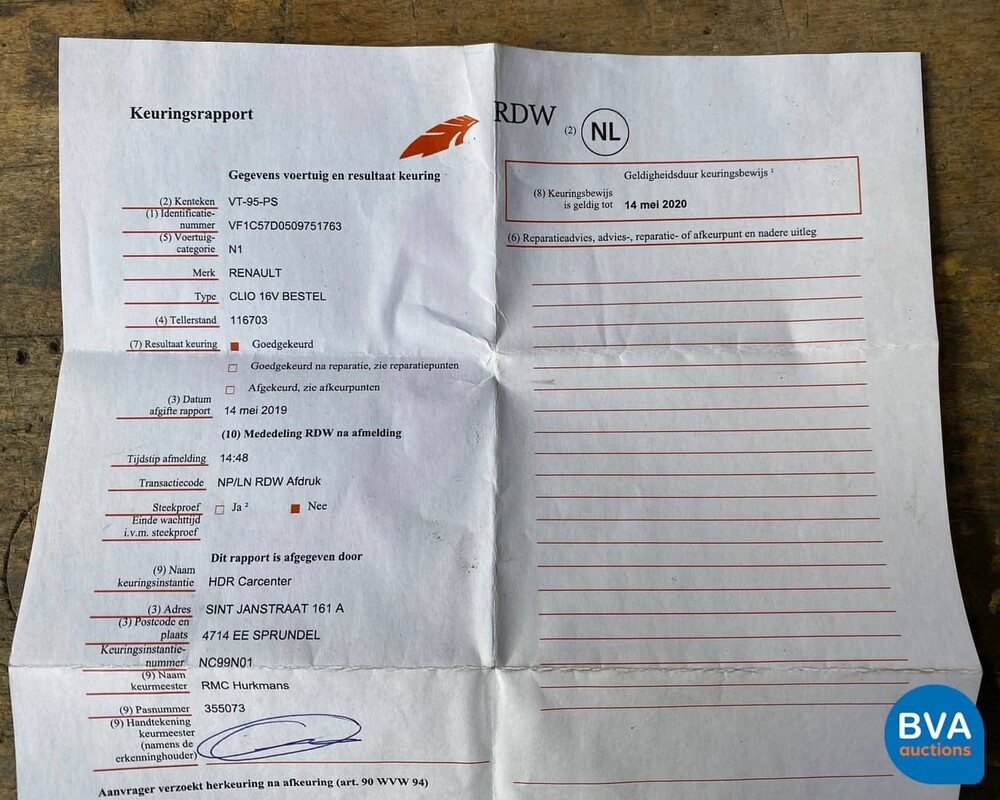 Keuringsrapport
RDW (2) NL
Gegevens voertuig en resultaat keuring
(2) Kenteken VT-95-PS
(1) Identificatie-
nummer VF1C57D0509751763
(5) Voertuig-
categorie N1
Merk RENAULT
Type CLIO 16V BESTEL
(4) Tellerstand 116703
(7) Resultaat keuring Goedgekeurd
Goedgekeurd na reparatie, zie reparatiepunten
Afgekeurd, zie afkeurpunten
(3) Datum
afgifte rapport 14 mei 2019
(10) Mededeling RDW na afmelding
Tijdstip afmelding 14:48
Transactiecode NP/LN RDW Afdruk
Steekproef Ja ² Nee
Einde wachttijd
i.v.m. steekproef
Dit rapport is afgegeven door
(9) Naam
keuringsinstantie HDR Carcenter
(3) Adres SINT JANSTRAAT 161 A
(3) Postcode en
plaats 4714 EE SPRUNDEL
Keuringsinstantie-
nummer NC99N01
(9) Naam
keurmeester RMC Hurkmans
(9) Pasnummer 355073
(9) Handtekening
keurmeester
(namens de
erkenninghouder)
Aanvrager verzoekt herkeuring na afkeuring (art. 90 WVW 94)
Geldigheidsduur keuringsbewijs ¹
(8) Keuringsbewijs
is geldig tot 14 mei 2020
(6) Reparatieadvies, advies-, reparatie- of afkeurpunt en nadere uitleg
BVA
auctions